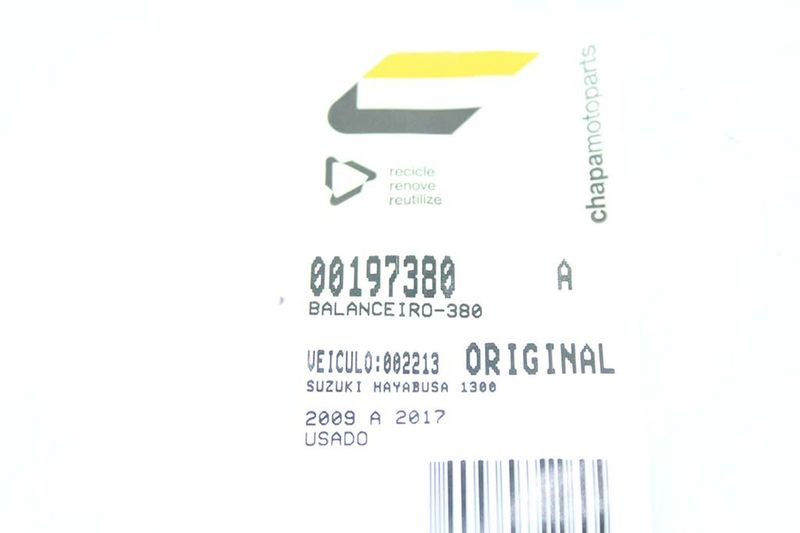 chapamotoparts
recicle
renove
reutilize
00197380 A
BALANCEIRO-380
VEICULO:002213 ORIGINAL
SUZUKI HAYABUSA 1300
2009 A 2017
USADO